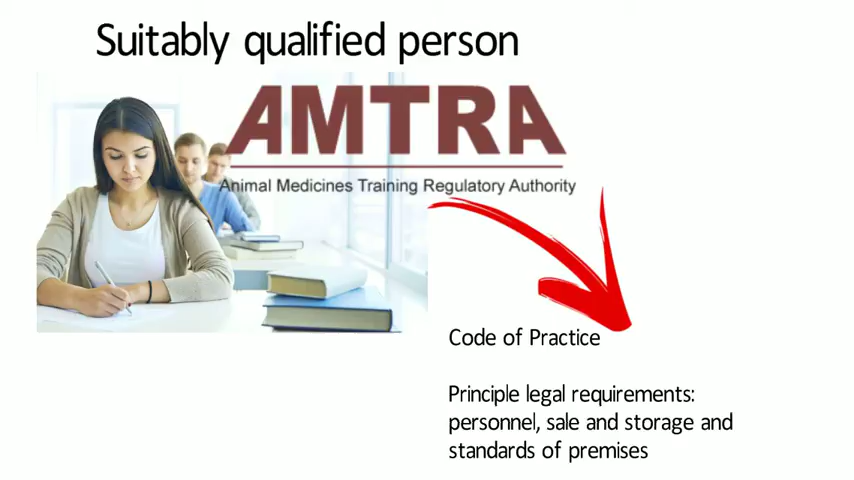 Suitably qualified person
AMTRA
Animal Medicines Training Regulatory Authority
Code of Practice
Principle legal requirements:
personnel, sale and storage and
standards of premises